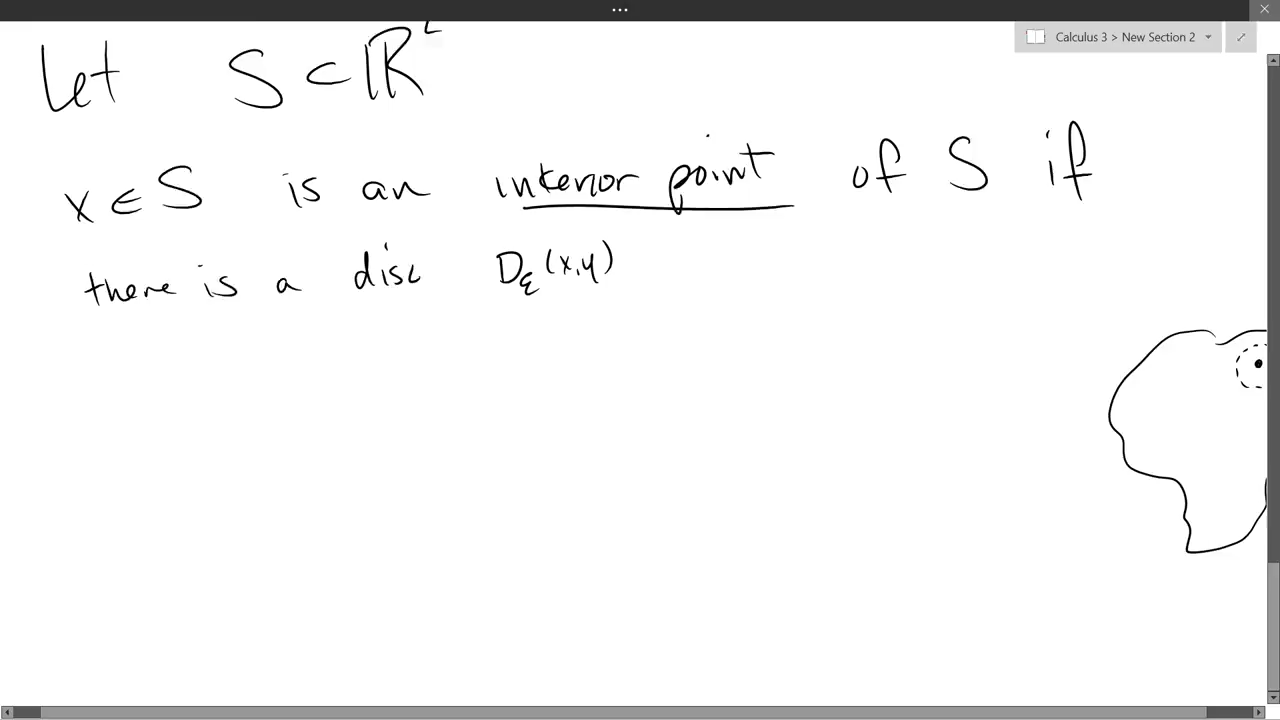 Calculus 3 > New Section 2
Let S ⊂ ℝ²
x ∈ S is an interior point of S if
there is a disc D_ε(x,y)